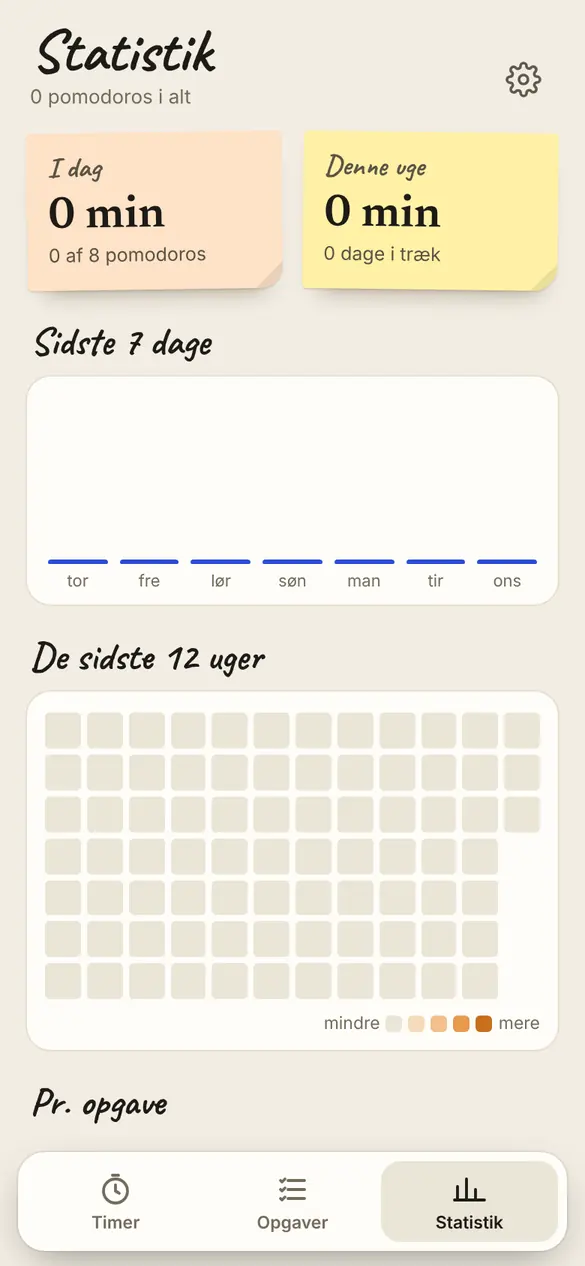 Statistik
0 pomodoros i alt
I dag
0 min
0 af 8 pomodoros
Denne uge
0 min
0 dage i træk
Sidste 7 dage
tor fre lør søn man tir ons
De sidste 12 uger
mindre mere
Pr. opgave
Timer Opgaver Statistik